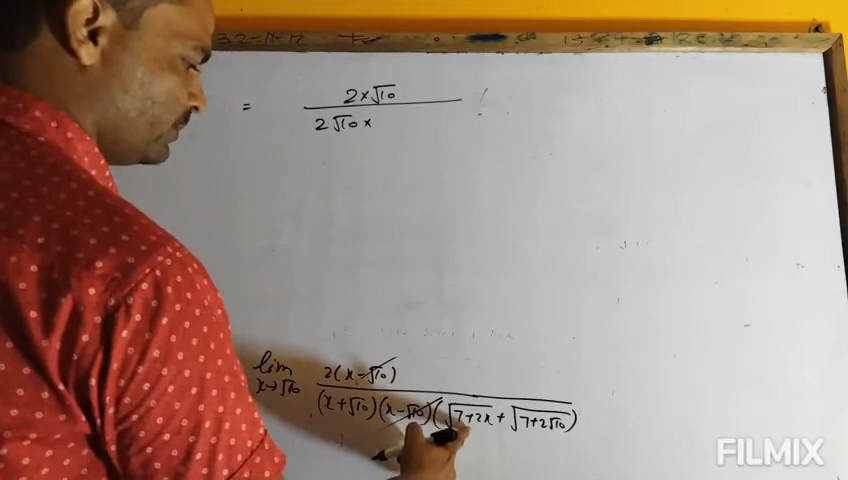 = 2×√10
2√10 ×
lim 2(x-√10)
x→√10 (x+√10)(x-√10)(√7+2x + √7+2√10)
FILMIX